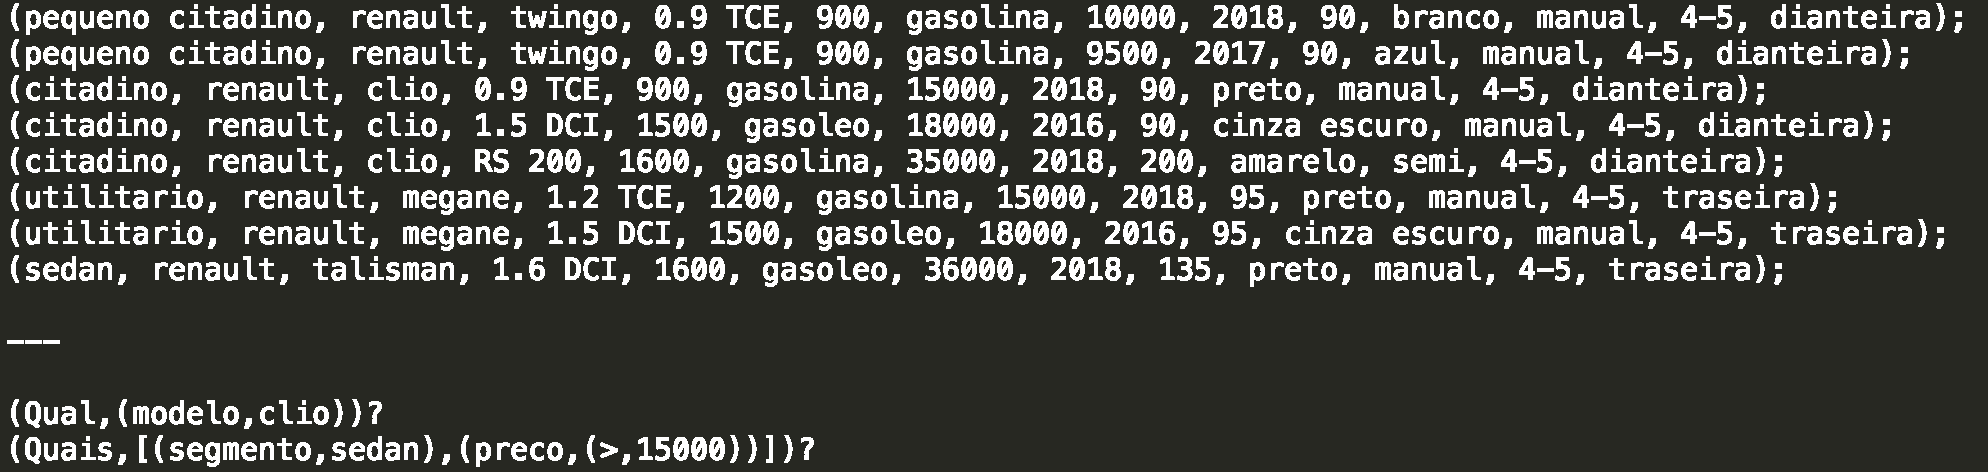 (pequeno citadino, renault, twingo, 0.9 TCE, 900, gasolina, 10000, 2018, 90, branco, manual, 4-5, dianteira);
(pequeno citadino, renault, twingo, 0.9 TCE, 900, gasolina, 9500, 2017, 90, azul, manual, 4-5, dianteira);
(citadino, renault, clio, 0.9 TCE, 900, gasolina, 15000, 2018, 90, preto, manual, 4-5, dianteira);
(citadino, renault, clio, 1.5 DCI, 1500, gasoleo, 18000, 2016, 90, cinza escuro, manual, 4-5, dianteira);
(citadino, renault, clio, RS 200, 1600, gasolina, 35000, 2018, 200, amarelo, semi, 4-5, dianteira);
(utilitario, renault, megane, 1.2 TCE, 1200, gasolina, 15000, 2018, 95, preto, manual, 4-5, traseira);
(utilitario, renault, megane, 1.5 DCI, 1500, gasoleo, 18000, 2016, 95, cinza escuro, manual, 4-5, traseira);
(sedan, renault, talisman, 1.6 DCI, 1600, gasoleo, 36000, 2018, 135, preto, manual, 4-5, traseira);
---
(Qual,(modelo,clio))?
(Quais,[(segmento,sedan),(preco,(>,15000))])?